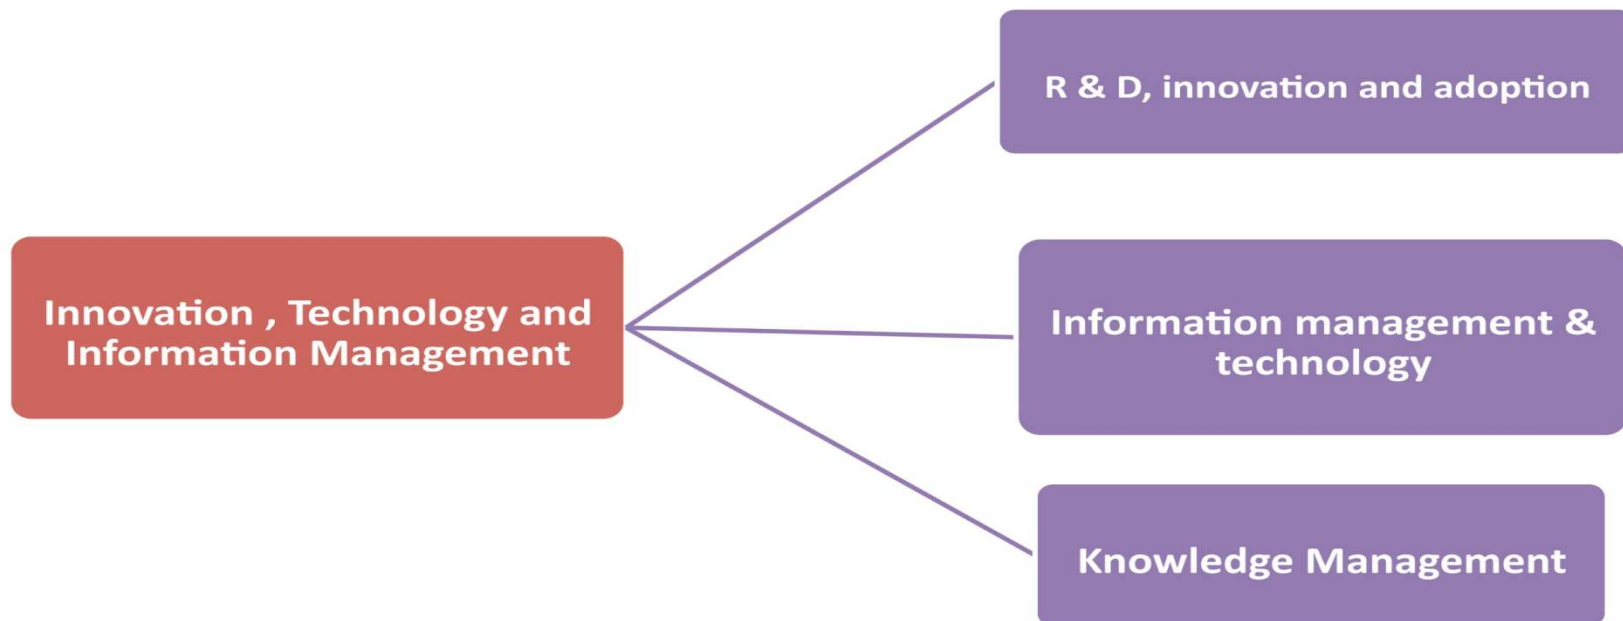 R & D, innovation and adoption
Innovation , Technology and
Information Management
Information management &
technology
Knowledge Management